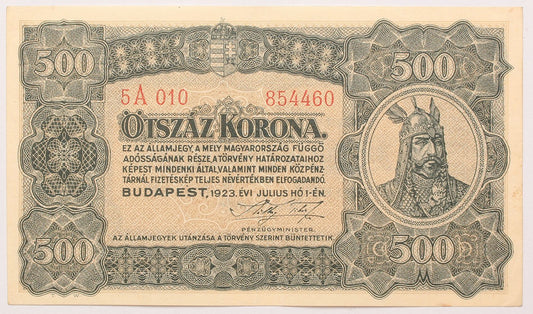 500 500
5A 010 854460
ÖTSZÁZ KORONA.
EZ AZ ÁLLAMJEGY, A MELY MAGYARORSZÁG FÜGGŐ
ADÓSSÁGÁNAK RÉSZE, A TÖRVÉNY HATÁROZATAIHOZ
KÉPEST MINDENKI ÁLTAL, VALAMINT MINDEN KÖZPÉNZ-
TÁRNÁL FIZETÉSKÉP TELJES NÉVÉRTÉKBEN ELFOGADANDÓ.
BUDAPEST, 1923. ÉVI JULIUS HÓ 1-ÉN.
PÉNZÜGYMINISTER.
AZ ÁLLAMJEGYEK UTÁNZÁSA A TÖRVÉNY SZERINT BÜNTETTETIK.
500 500